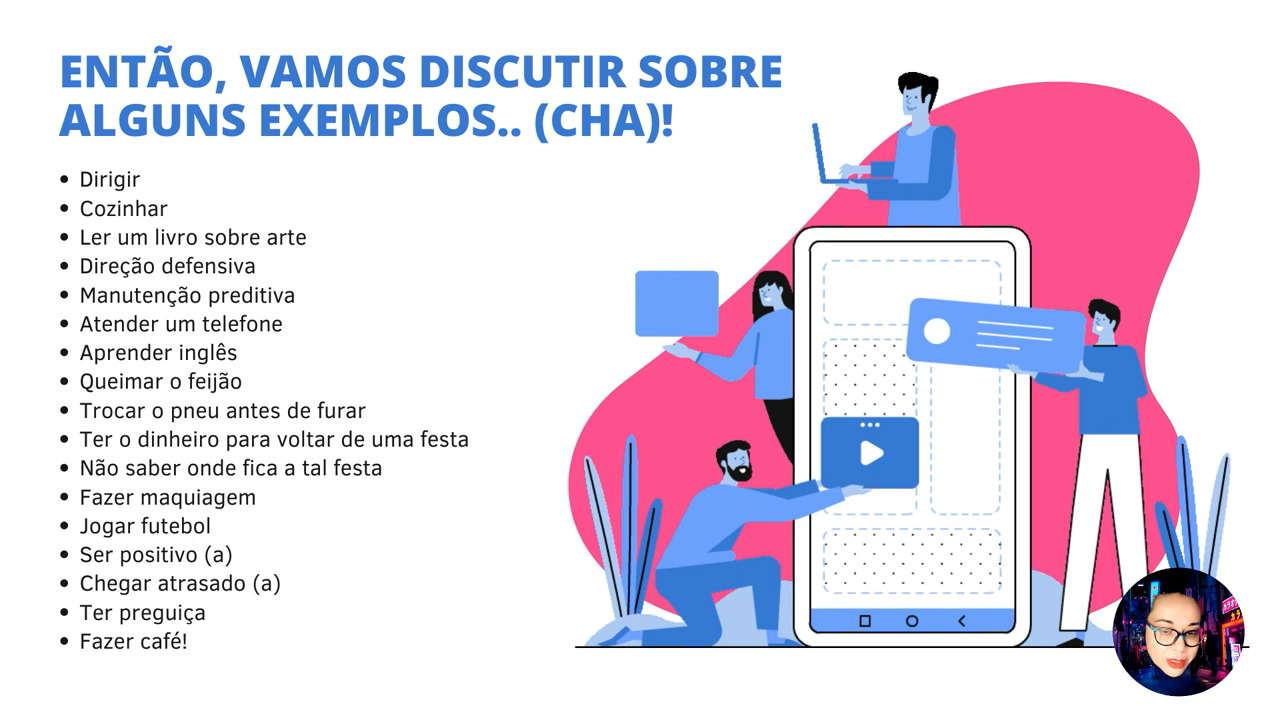 ENTÃO, VAMOS DISCUTIR SOBRE
ALGUNS EXEMPLOS.. (CHA)!
• Dirigir
• Cozinhar
• Ler um livro sobre arte
• Direção defensiva
• Manutenção preditiva
• Atender um telefone
• Aprender inglês
• Queimar o feijão
• Trocar o pneu antes de furar
• Ter o dinheiro para voltar de uma festa
• Não saber onde fica a tal festa
• Fazer maquiagem
• Jogar futebol
• Ser positivo (a)
• Chegar atrasado (a)
• Ter preguiça
• Fazer café!